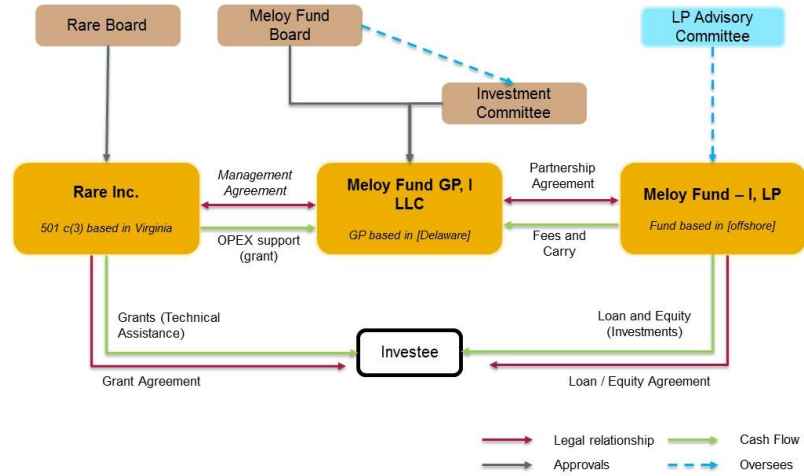 Rare Board
Meloy Fund
Board
LP Advisory
Committee
Investment
Committee
Rare Inc.
501 c(3) based in Virginia
Management
Agreement
OPEX support
(grant)
Meloy Fund GP, I
LLC
GP based in [Delaware]
Partnership
Agreement
Fees and
Carry
Meloy Fund – I, LP
Fund based in [offshore]
Grants (Technical
Assistance)
Grant Agreement
Investee
Loan and Equity
(Investments)
Loan / Equity Agreement
Legal relationship
Cash Flow
Approvals
Oversees